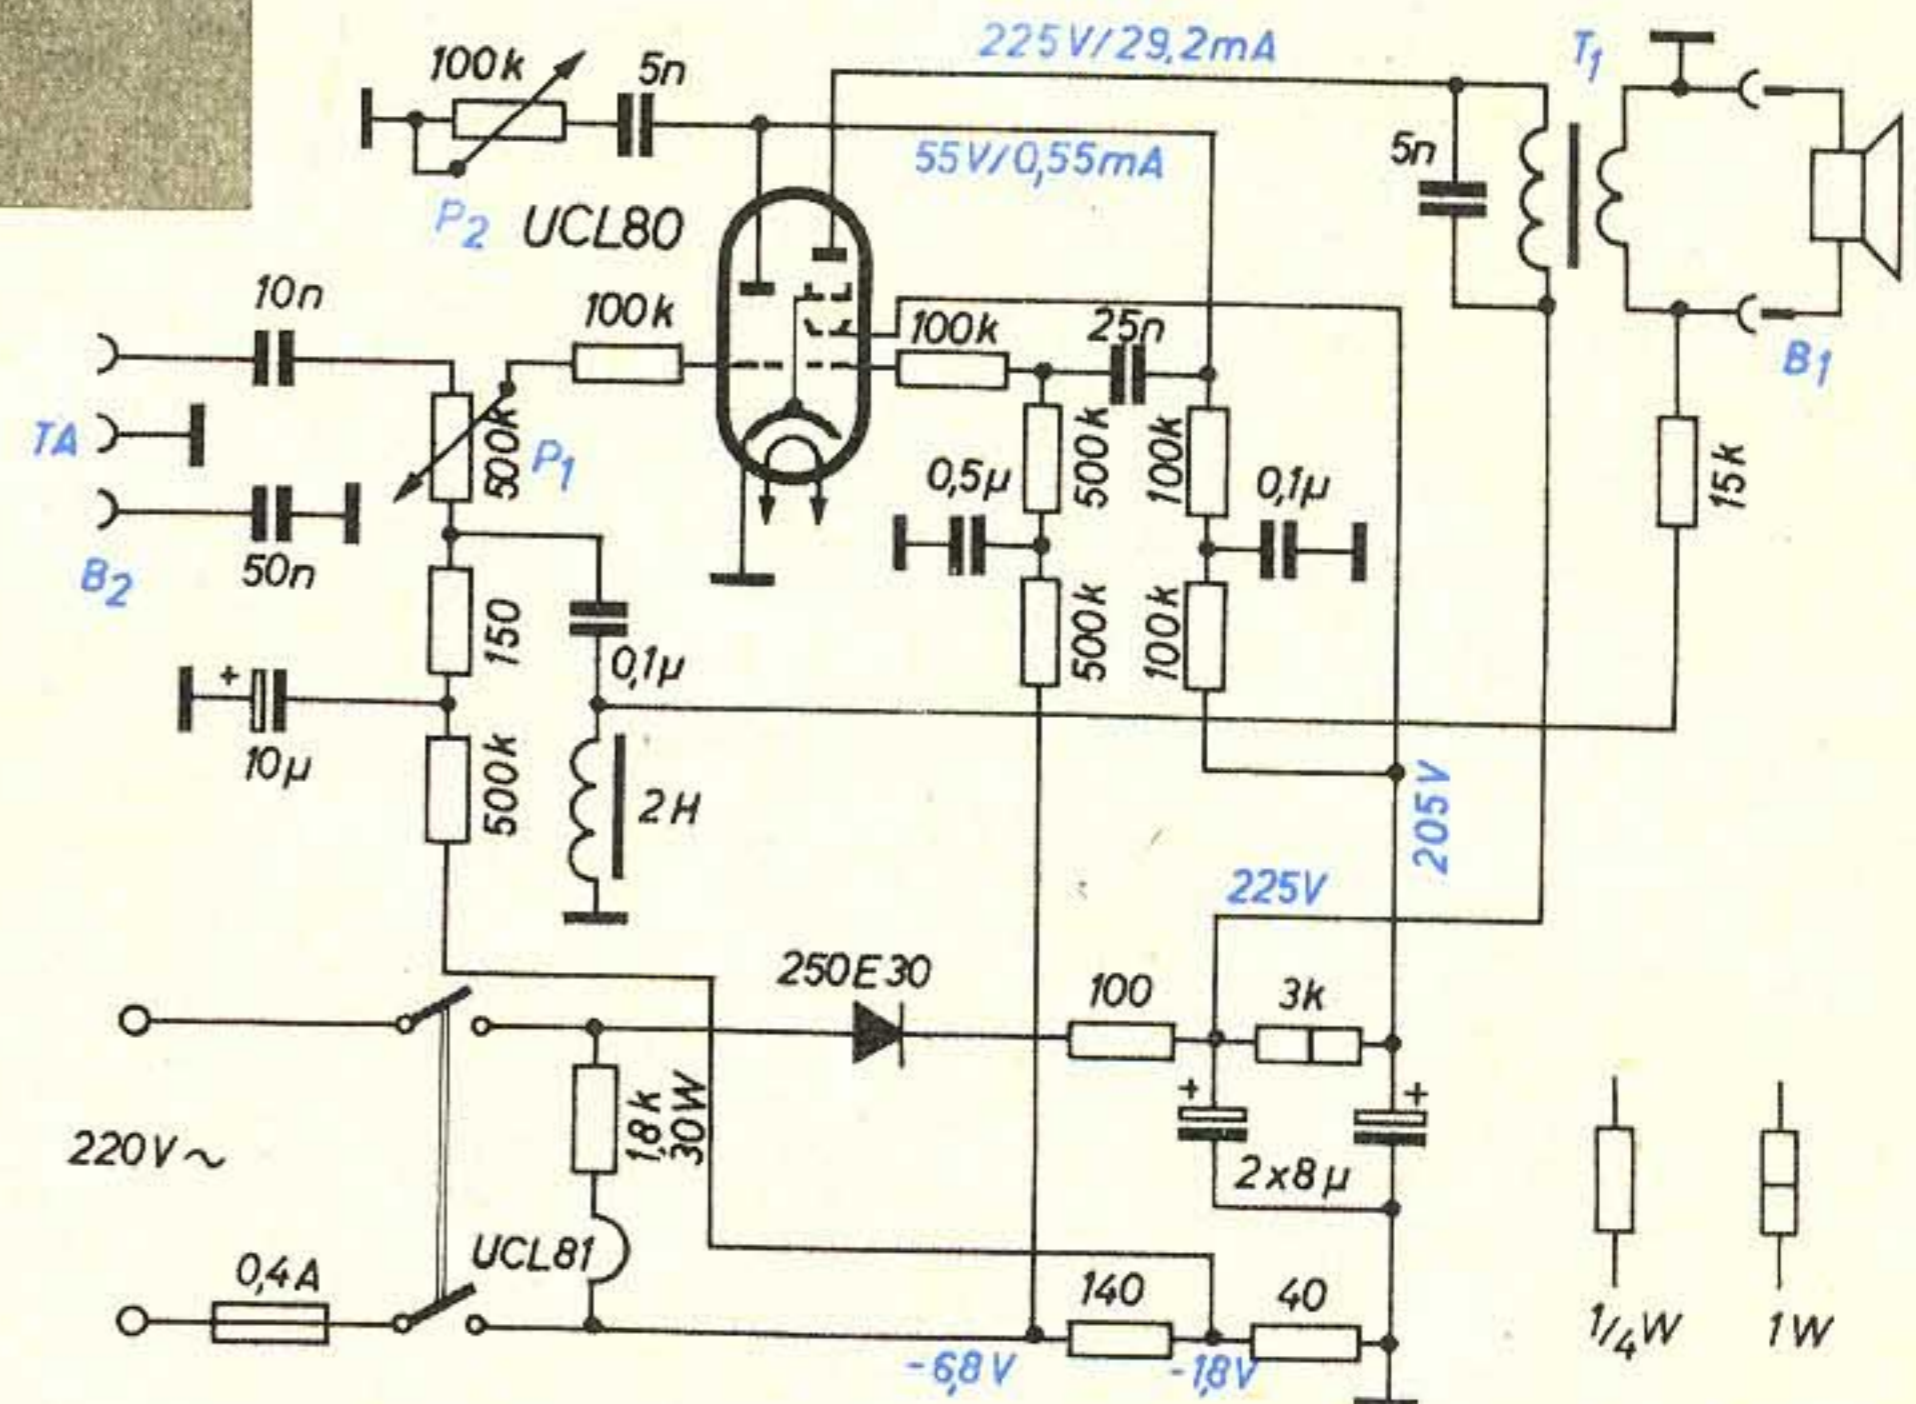 225V/29,2mA
T1
100k
5n
55V/0,55mA
5n
P2
UCL80
10n
100k
100k
25n
B1
TA
500k
P1
0,5µ
500k
100k
0,1µ
15k
B2
50n
150
0,1µ
500k
100k
+
10µ
500k
2H
205V
225V
250E30
100
3k
220V~
1,8k
30W
+
+
2x8µ
UCL81
0,4A
140
40
1/4W
1W
-6,8V
-1,8V